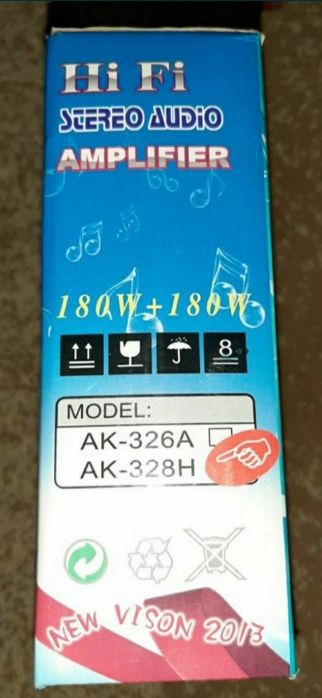 Hi Fi
STEREO AUDIO
AMPLIFIER
180W+180W
8
MODEL:
AK-326A
AK-328H
NEW VISON 2013